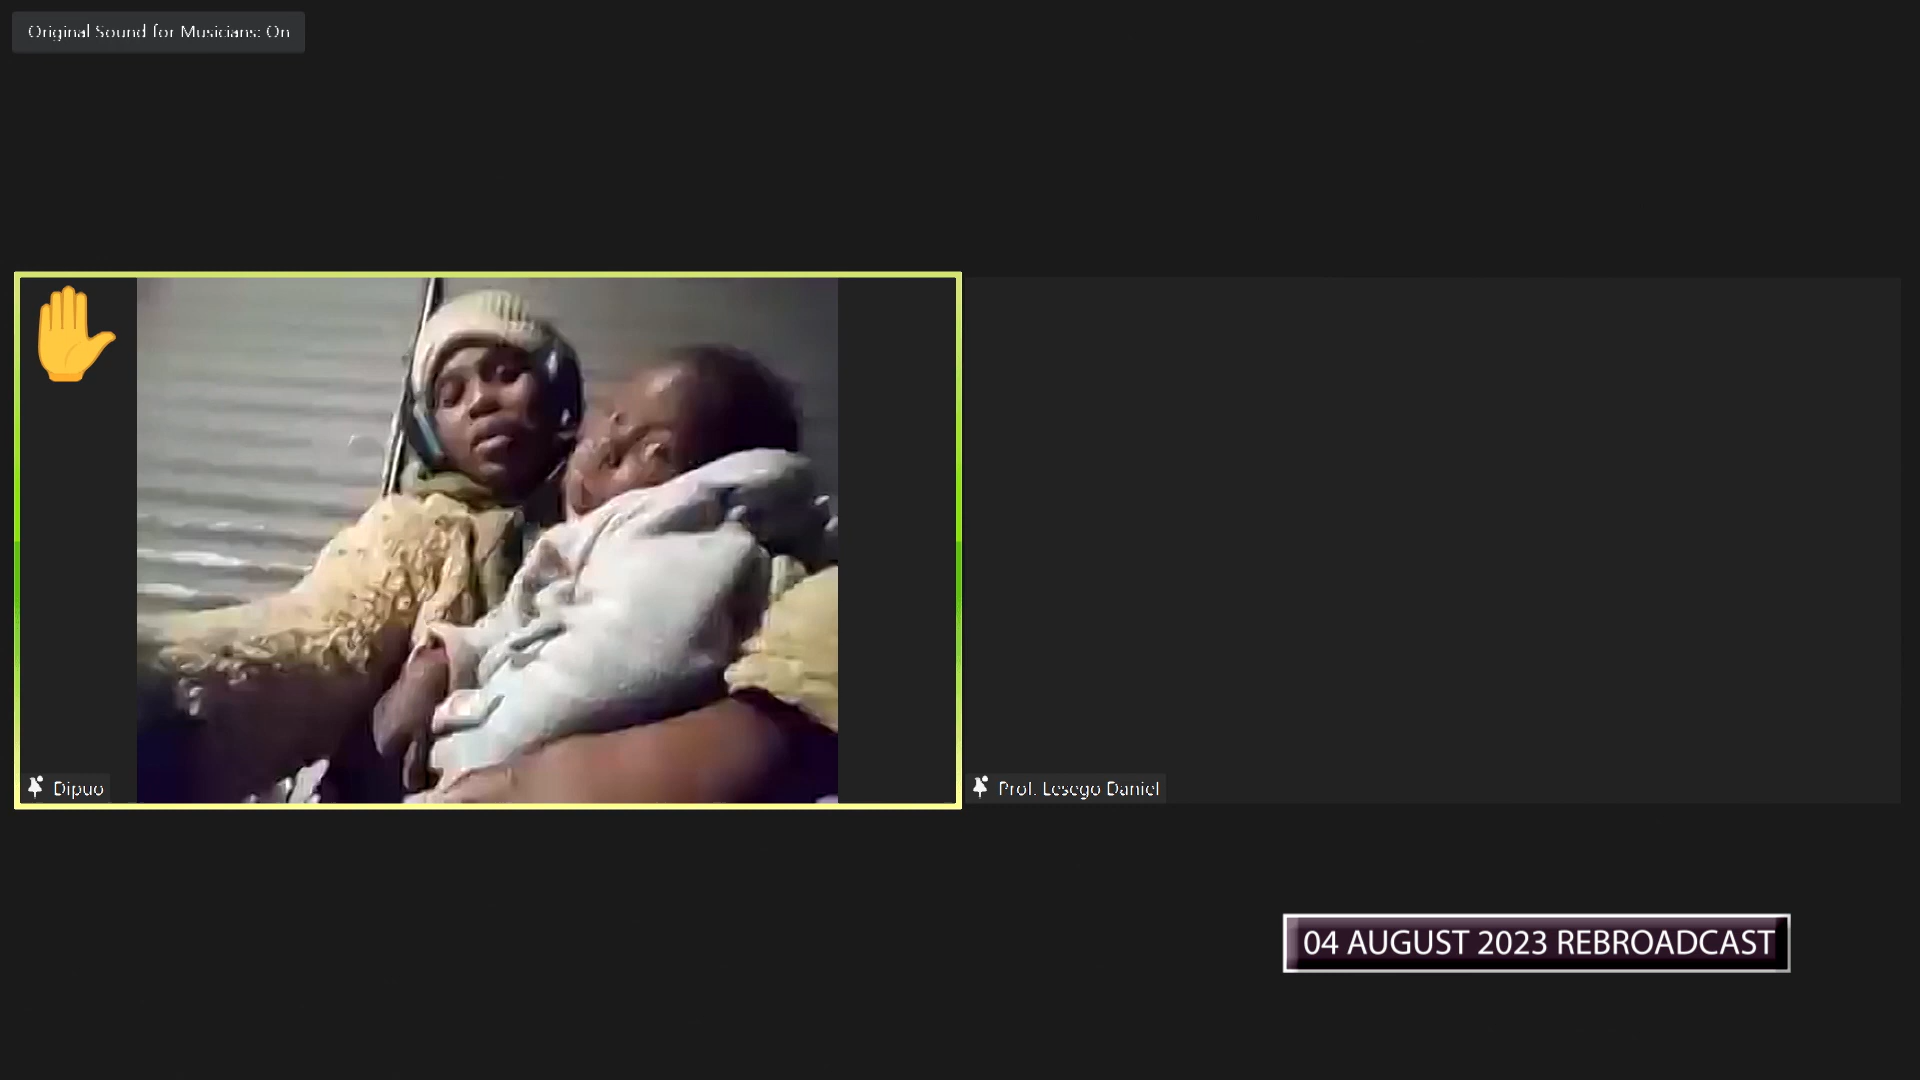 Original Sound for Musicians: On
Dipuo
Prof. Lesego Daniel
04 AUGUST 2023 REBROADCAST